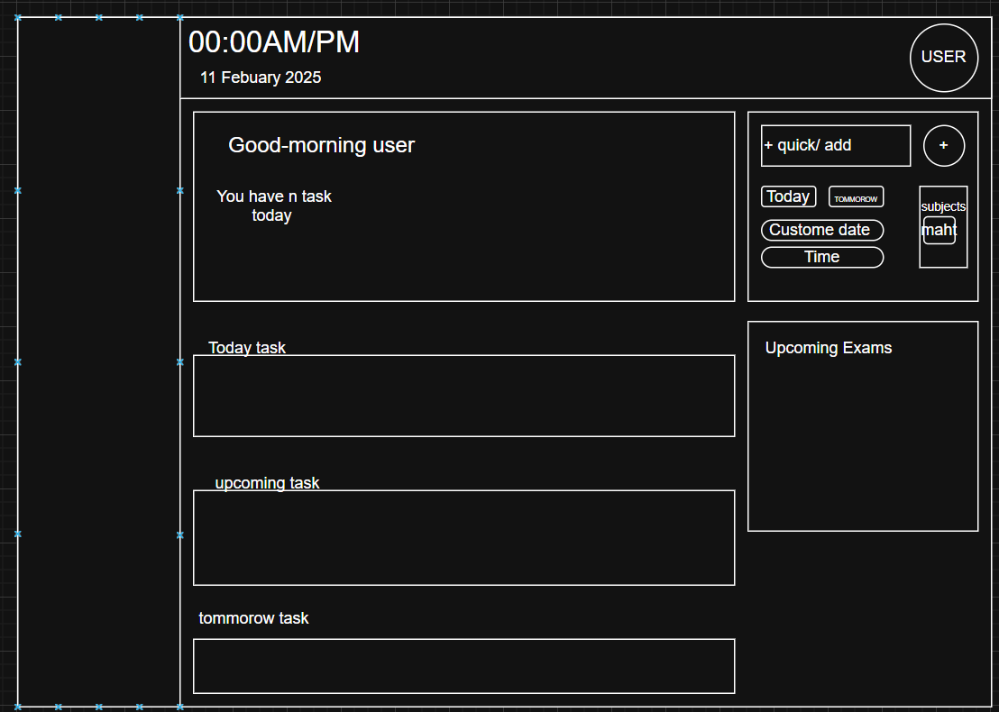 00:00AM/PM
11 Febuary 2025
USER
Good-morning user
You have n task
today
+ quick/ add
+
Today
TOMMOROW
subjects
Custome date
maht
Time
Today task
Upcoming Exams
upcoming task
tommorow task